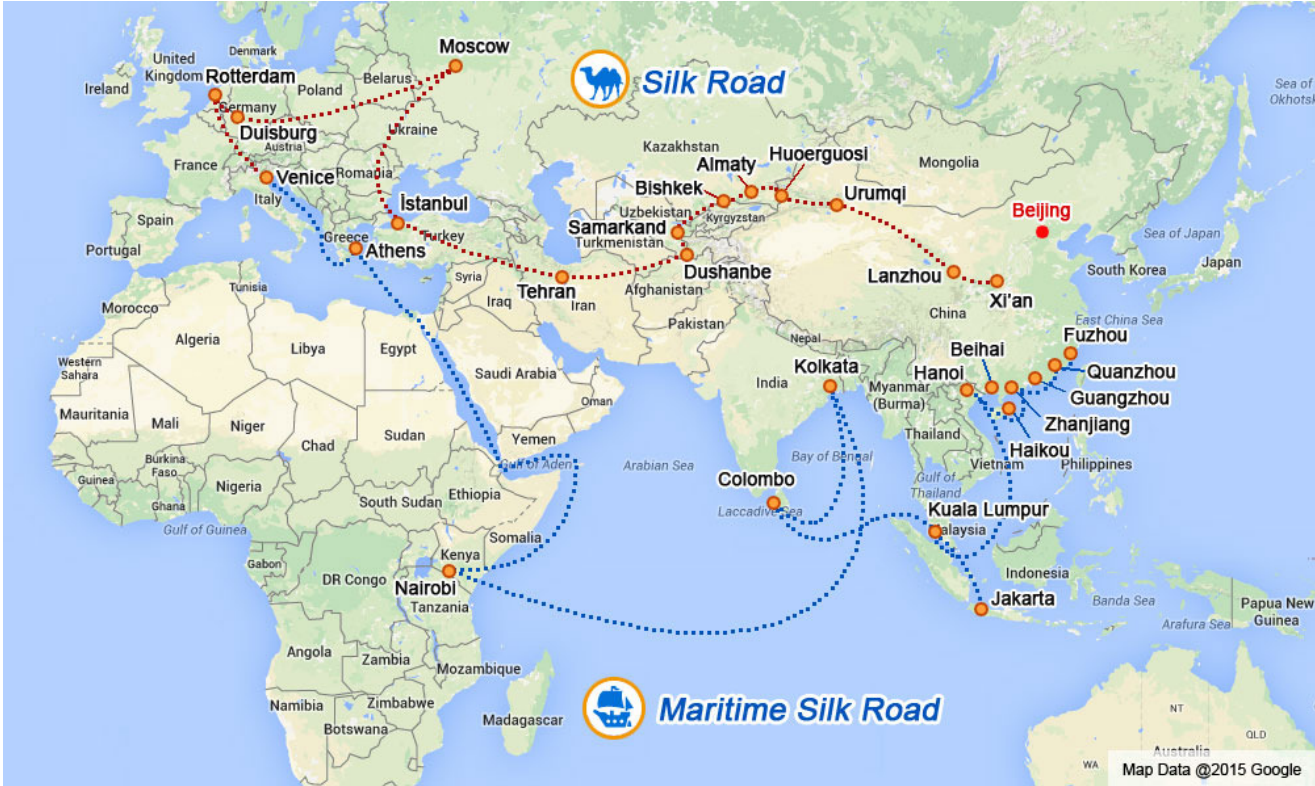 Moscow
Silk Road
Sea of
Okhotsk
United
Kingdom
Denmark
Ireland
Rotterdam
Poland
Belarus
Germany
Duisburg
Ukraine
Austria
France
Romania
Venice
Italy
Kazakhstan
Almaty
Huoerguosi
Mongolia
Bishkek
Urumqi
Uzbekistan
Kyrgyzstan
Beijing
İstanbul
Spain
Portugal
Greece
Turkey
Athens
Samarkand
Turkmenistan
Dushanbe
Sea of Japan
Japan
South Korea
Lanzhou
Xi'an
China
Syria
Tehran
Iraq
Iran
Afghanistan
Tunisia
Morocco
Pakistan
East China Sea
Algeria
Libya
Egypt
Western
Sahara
Nepal
Fuzhou
Beihai
Kolkata
Hanoi
Quanzhou
Saudi Arabia
India
Myanmar
(Burma)
Guangzhou
Oman
Mauritania
Mali
Niger
Chad
Sudan
Yemen
Zhanjiang
Thailand
Haikou
Gulf of Aden
Arabian Sea
Bay of Bengal
Vietnam
Philippines
Burkina
Faso
Guinea
Nigeria
Ghana
South Sudan
Ethiopia
Gulf of
Thailand
Colombo
Laccadive Sea
Kuala Lumpur
Malaysia
Gulf of Guinea
Somalia
Gabon
Kenya
DR Congo
Nairobi
Tanzania
Indonesia
Jakarta
Banda Sea
Papua New
Guinea
Arafura Sea
Angola
Zambia
Mozambique
Namibia
Zimbabwe
Botswana
Madagascar
Maritime Silk Road
NT
QLD
Australia
WA
Map Data @2015 Google